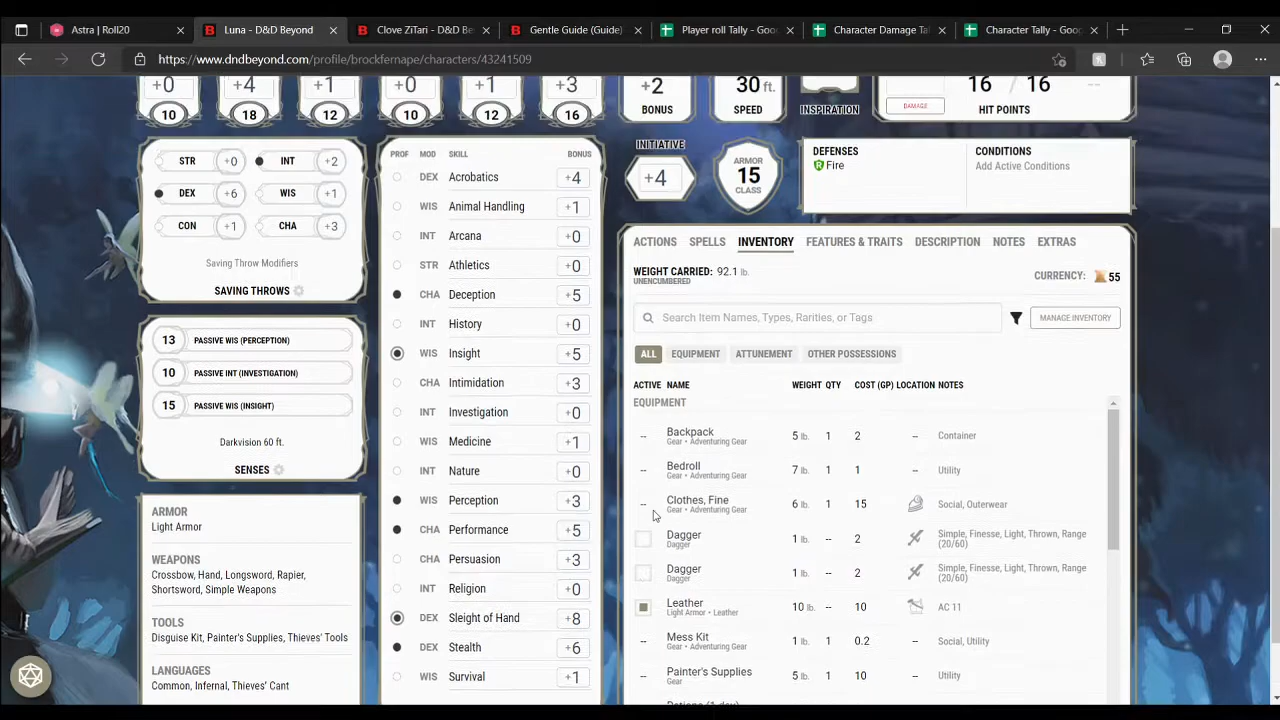 Astra | Roll20
Luna - D&D Beyond
Clove ZiTari - D&D Be
Gentle Guide (Guide)
Player roll Tally - Goog
Character Damage Ta
Character Tally - Goog
https://www.dndbeyond.com/profile/brockfernape/characters/43241509
+0 +4 +1 +0 +1 +3
10 18 12 10 12 16
+2
BONUS
30 ft.
SPEED
INSPIRATION
DAMAGE
16 / 16 --
HIT POINTS
STR +0 INT +2
DEX +6 WIS +1
CON +1 CHA +3
Saving Throw Modifiers
SAVING THROWS
13 PASSIVE WIS (PERCEPTION)
10 PASSIVE INT (INVESTIGATION)
15 PASSIVE WIS (INSIGHT)
Darkvision 60 ft.
SENSES
ARMOR
Light Armor
WEAPONS
Crossbow, Hand, Longsword, Rapier,
Shortsword, Simple Weapons
TOOLS
Disguise Kit, Painter's Supplies, Thieves' Tools
LANGUAGES
Common, Infernal, Thieves' Cant
PROF MOD SKILL BONUS
DEX Acrobatics +4
WIS Animal Handling +1
INT Arcana +0
STR Athletics +0
CHA Deception +5
INT History +0
WIS Insight +5
CHA Intimidation +3
INT Investigation +0
WIS Medicine +1
INT Nature +0
WIS Perception +3
CHA Performance +5
CHA Persuasion +3
INT Religion +0
DEX Sleight of Hand +8
DEX Stealth +6
WIS Survival +1
INITIATIVE
+4
ARMOR
15
CLASS
DEFENSES
R Fire
CONDITIONS
Add Active Conditions
ACTIONS SPELLS INVENTORY FEATURES & TRAITS DESCRIPTION NOTES EXTRAS
WEIGHT CARRIED: 92.1 lb.
UNENCUMBERED
CURRENCY: 55
Search Item Names, Types, Rarities, or Tags
MANAGE INVENTORY
ALL EQUIPMENT ATTUNEMENT OTHER POSSESSIONS
ACTIVE NAME WEIGHT QTY COST (GP) LOCATION NOTES
EQUIPMENT
-- Backpack 5 lb. 1 2 -- Container
Gear • Adventuring Gear
-- Bedroll 7 lb. 1 1 -- Utility
Gear • Adventuring Gear
-- Clothes, Fine 6 lb. 1 15 Social, Outerwear
Gear • Adventuring Gear
Dagger 1 lb. -- 2 Simple, Finesse, Light, Thrown, Range
Dagger (20/60)
Dagger 1 lb. -- 2 Simple, Finesse, Light, Thrown, Range
Dagger (20/60)
Leather 10 lb. -- 10 AC 11
Light Armor • Leather
-- Mess Kit 1 lb. 1 0.2 -- Social, Utility
Gear • Adventuring Gear
-- Painter's Supplies 5 lb. 1 10 -- Utility
Gear